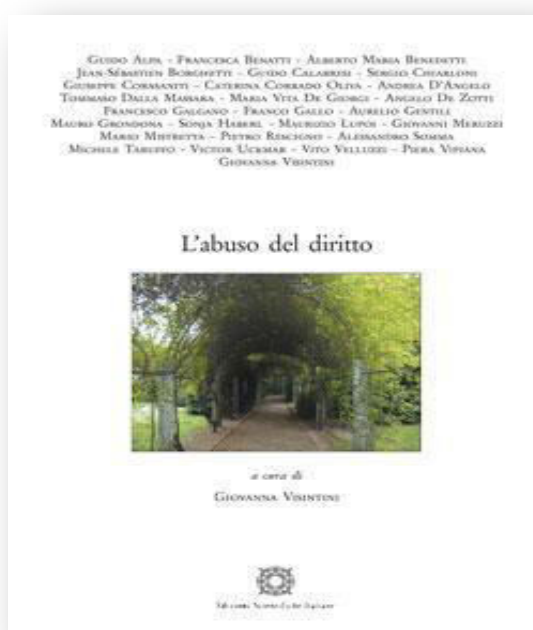 GUIDO ALPA - FRANCESCA BENATTI - ALBERTO MARIA BENEDETTI
JEAN-SÉBASTIEN BORGHETTI - GUIDO CALABRESI - SERGIO CHIARLONI
GIUSEPPE CORASANITI - CATERINA CORRADO OLIVA - ANDREA D'ANGELO
TOMMASO DALLA MASSARA - MARIA VITA DE GIORGI - ANGELO DE ZOTTI
FRANCESCO GALGANO - FRANCO GALLO - AURELIO GENTILI
MAURO GRONDONA - SONJA HABERL - MAURIZIO LUPOI - GIOVANNI MERUZZI
MARIO MISTRETTA - PIETRO RESCIGNO - ALESSANDRO SOMMA
MICHELE TARUFFO - VICTOR UCKMAR - VITO VELLUZZI - PIERA VIPIANA
GIOVANNA VISINTINI
L'abuso del diritto
a cura di
GIOVANNA VISINTINI
Edizioni Scientifiche Italiane